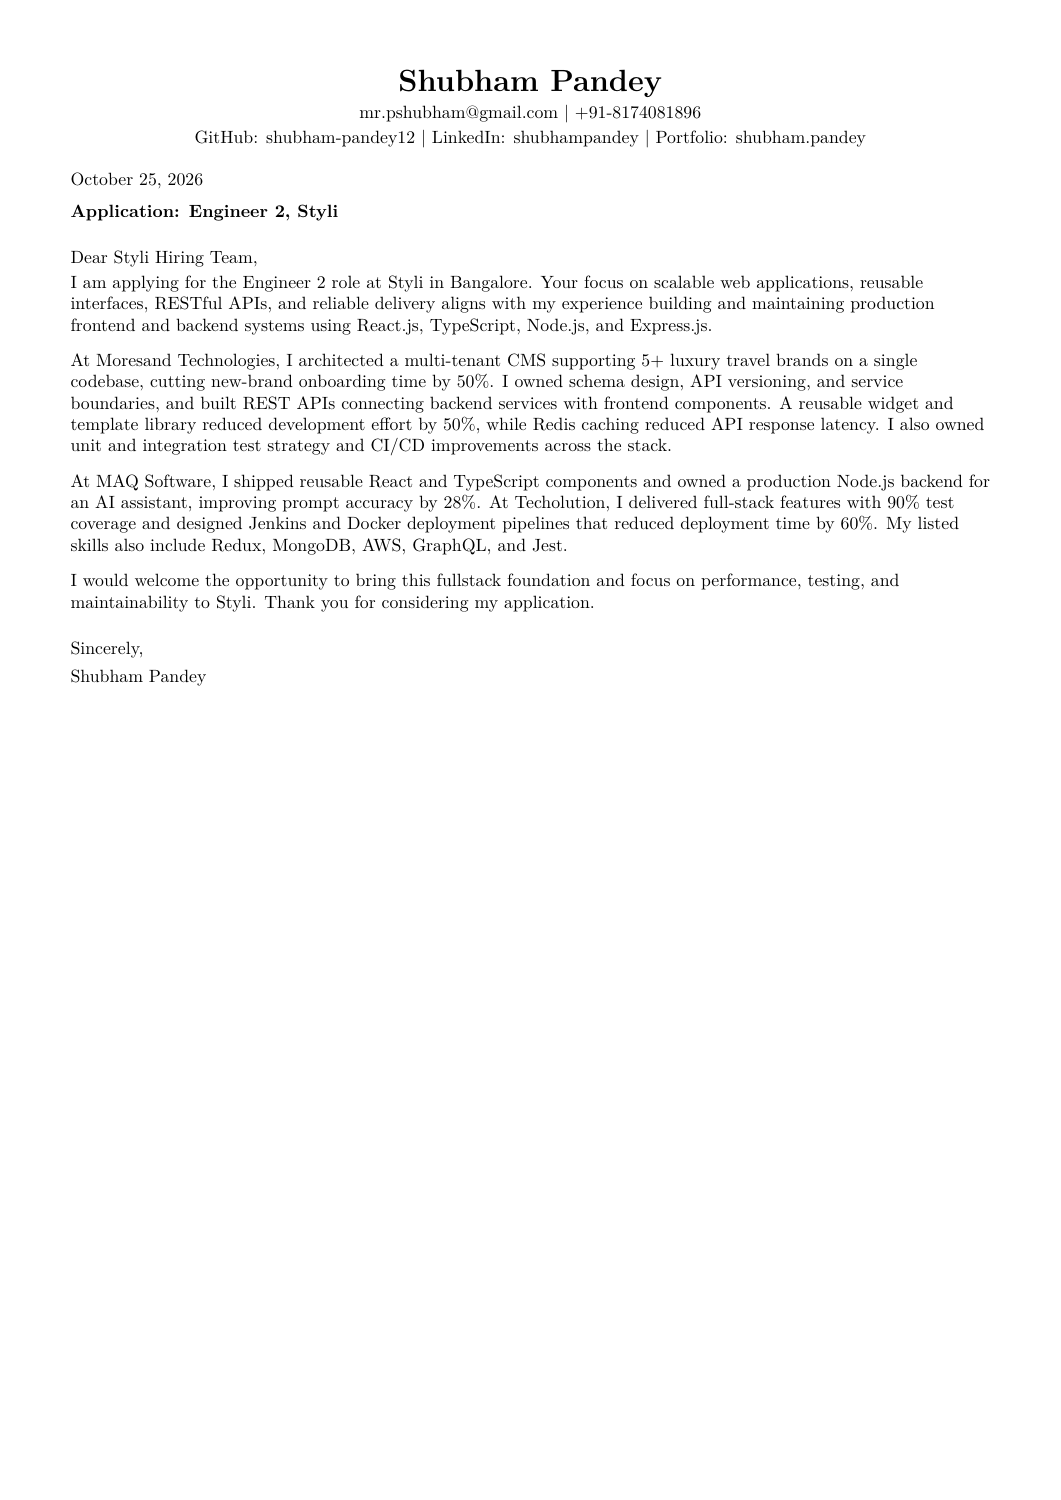 Shubham Pandey
mr.pshubham@gmail.com | +91-8174081896
GitHub: shubham-pandey12 | LinkedIn: shubhampandey | Portfolio: shubham.pandey
October 25, 2026
Application: Engineer 2, Styli
Dear Styli Hiring Team,
I am applying for the Engineer 2 role at Styli in Bangalore. Your focus on scalable web applications, reusable
interfaces, RESTful APIs, and reliable delivery aligns with my experience building and maintaining production
frontend and backend systems using React.js, TypeScript, Node.js, and Express.js.
At Moresand Technologies, I architected a multi-tenant CMS supporting 5+ luxury travel brands on a single
codebase, cutting new-brand onboarding time by 50%. I owned schema design, API versioning, and service
boundaries, and built REST APIs connecting backend services with frontend components. A reusable widget and
template library reduced development effort by 50%, while Redis caching reduced API response latency. I also owned
unit and integration test strategy and CI/CD improvements across the stack.
At MAQ Software, I shipped reusable React and TypeScript components and owned a production Node.js backend for
an AI assistant, improving prompt accuracy by 28%. At Techolution, I delivered full-stack features with 90% test
coverage and designed Jenkins and Docker deployment pipelines that reduced deployment time by 60%. My listed
skills also include Redux, MongoDB, AWS, GraphQL, and Jest.
I would welcome the opportunity to bring this fullstack foundation and focus on performance, testing, and
maintainability to Styli. Thank you for considering my application.
Sincerely,
Shubham Pandey